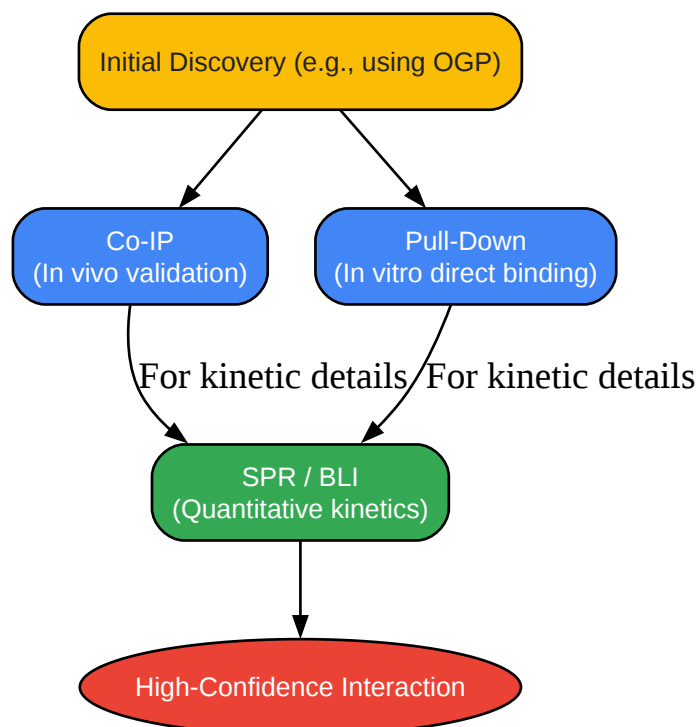 Initial Discovery (e.g., using OGP)
Co-IP
(In vivo validation)
Pull-Down
(In vitro direct binding)
For kinetic details
For kinetic details
SPR / BLI
(Quantitative kinetics)
High-Confidence Interaction